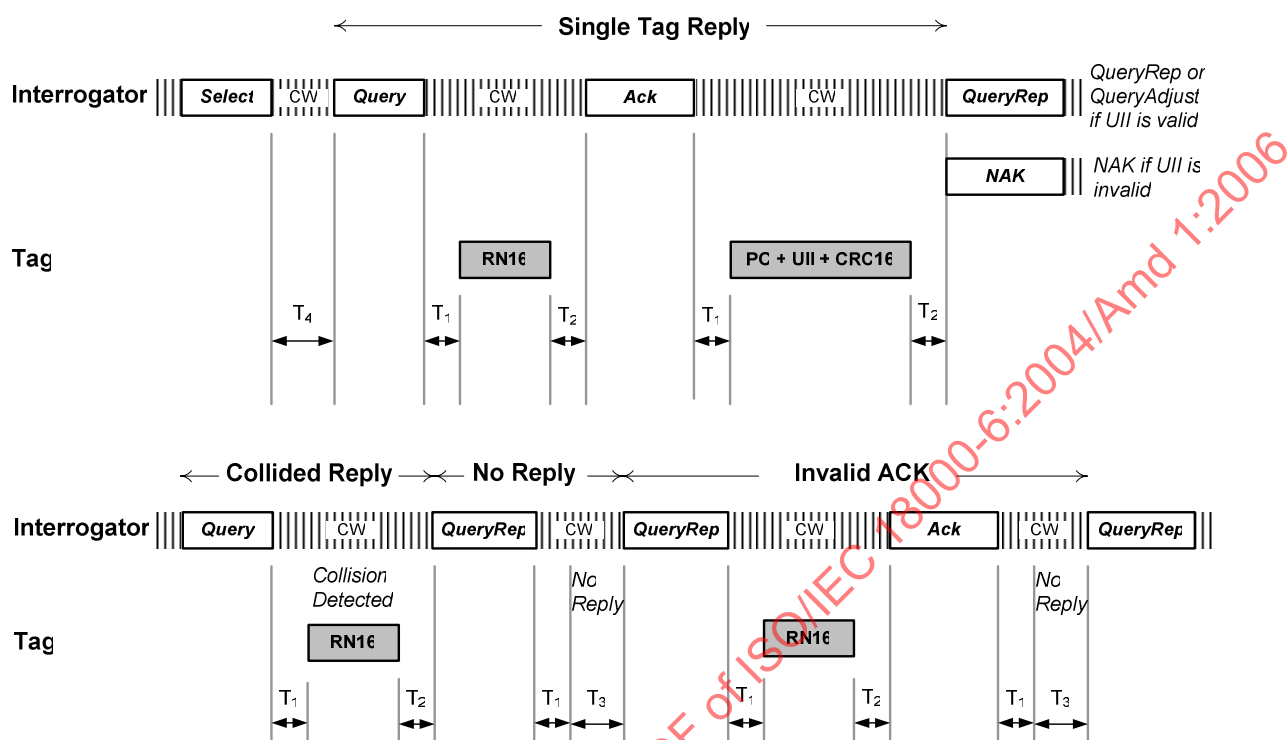 Single Tag Reply
Interrogator Select CW Query CW Ack CW QueryRep
QueryRep or
QueryAdjust
if UII is valid
NAK
NAK if UII is
invalid
Tag RN16 PC + UII + CRC16
T4 T1 T2 T1 T2
Collided Reply No Reply Invalid ACK
Interrogator Query CW QueryRep CW QueryRep CW Ack CW QueryRep
Collision
Detected
No
Reply
No
Reply
Tag RN16 RN16
T1 T2 T1 T3 T1 T2 T1 T3
of ISO/IEC 18000-6:2004/Amd 1:2006